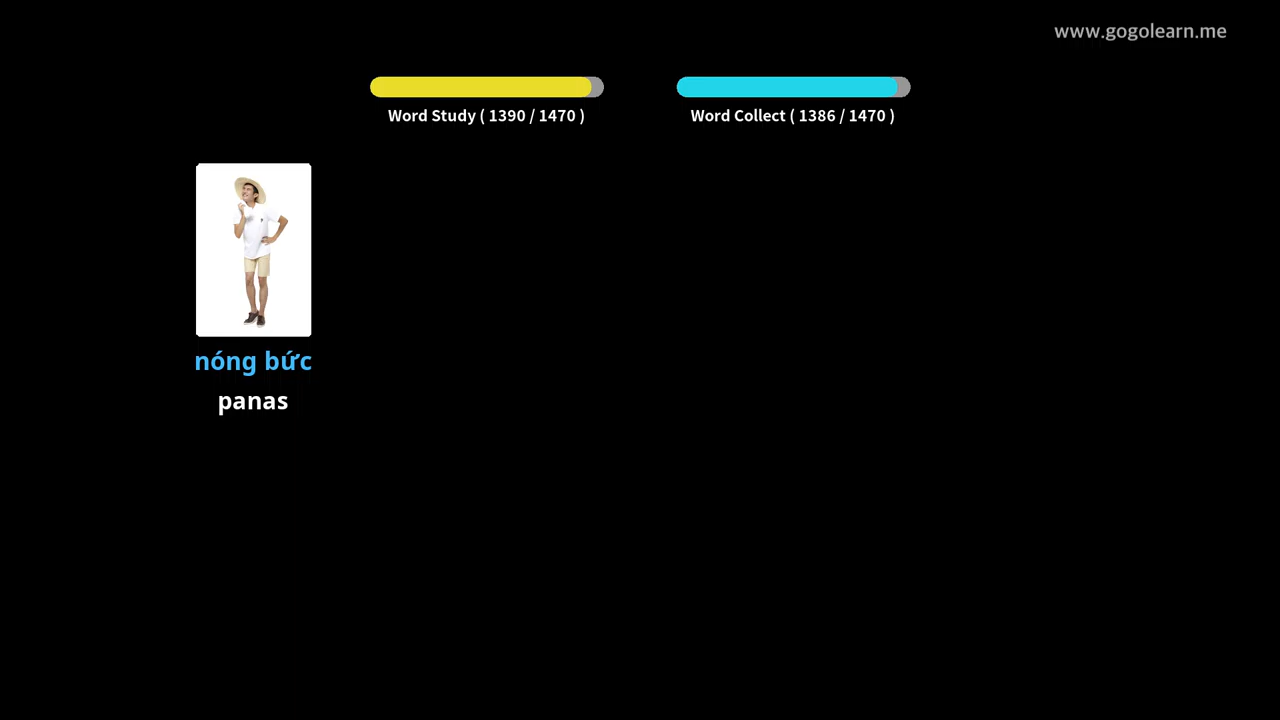 www.gogolearn.me
Word Study ( 1390 / 1470 )
Word Collect ( 1386 / 1470 )
nóng bức
panas